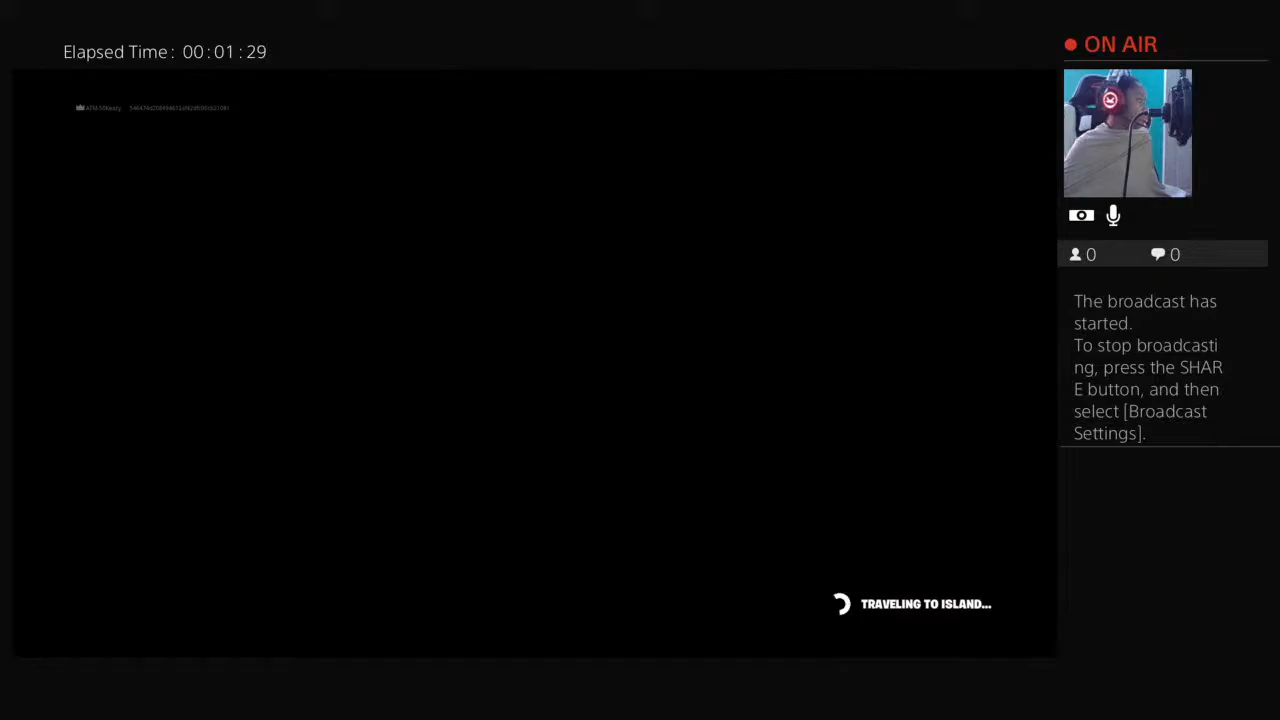 Elapsed Time: 00:01:29
ON AIR
0 0
The broadcast has
started.
To stop broadcasti
ng, press the SHAR
E button, and then
select [Broadcast
Settings].
TRAVELING TO ISLAND...